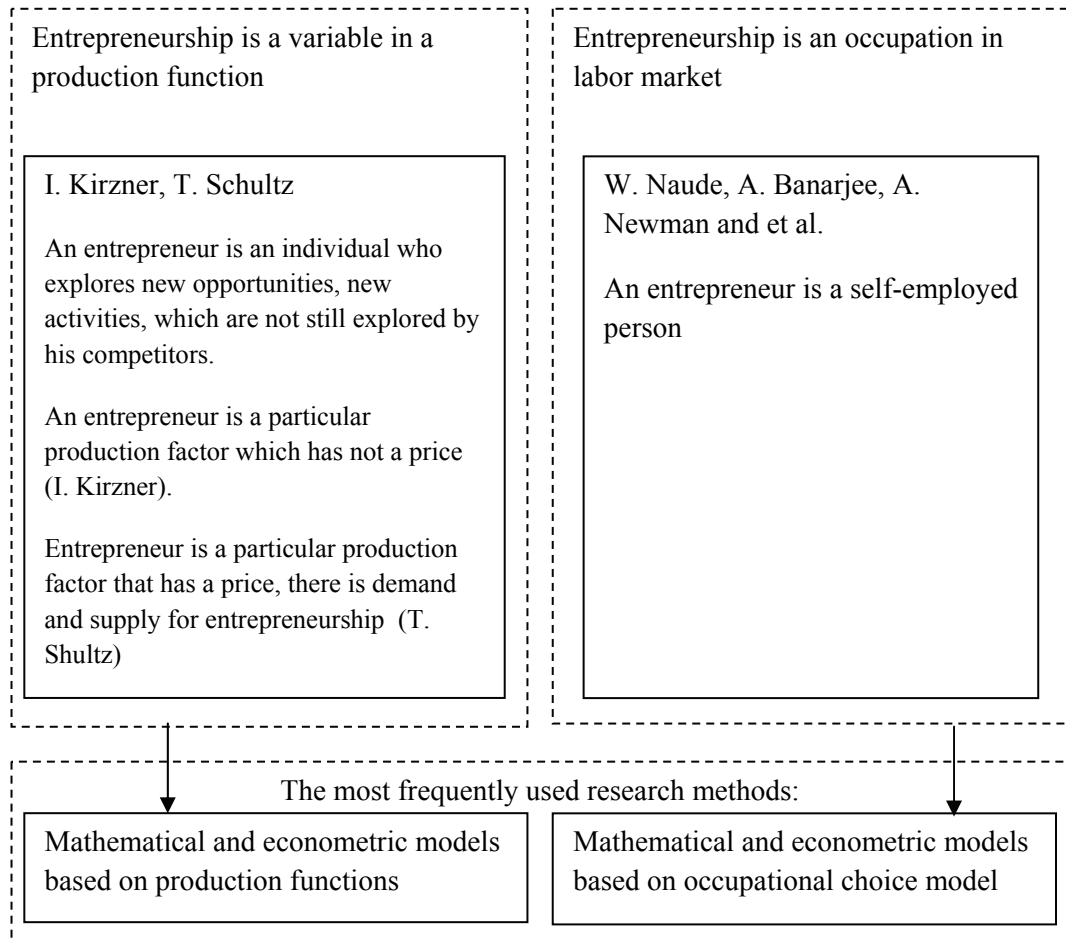 Entrepreneurship is a variable in a
production function
I. Kirzner, T. Schultz
An entrepreneur is an individual who
explores new opportunities, new
activities, which are not still explored by
his competitors.
An entrepreneur is a particular
production factor which has not a price
(I. Kirzner).
Entrepreneur is a particular production
factor that has a price, there is demand
and supply for entrepreneurship (T.
Shultz)
Entrepreneurship is an occupation in
labor market
W. Naude, A. Banarjee, A.
Newman and et al.
An entrepreneur is a self-employed
person
The most frequently used research methods:
Mathematical and econometric models
based on production functions
Mathematical and econometric models
based on occupational choice model